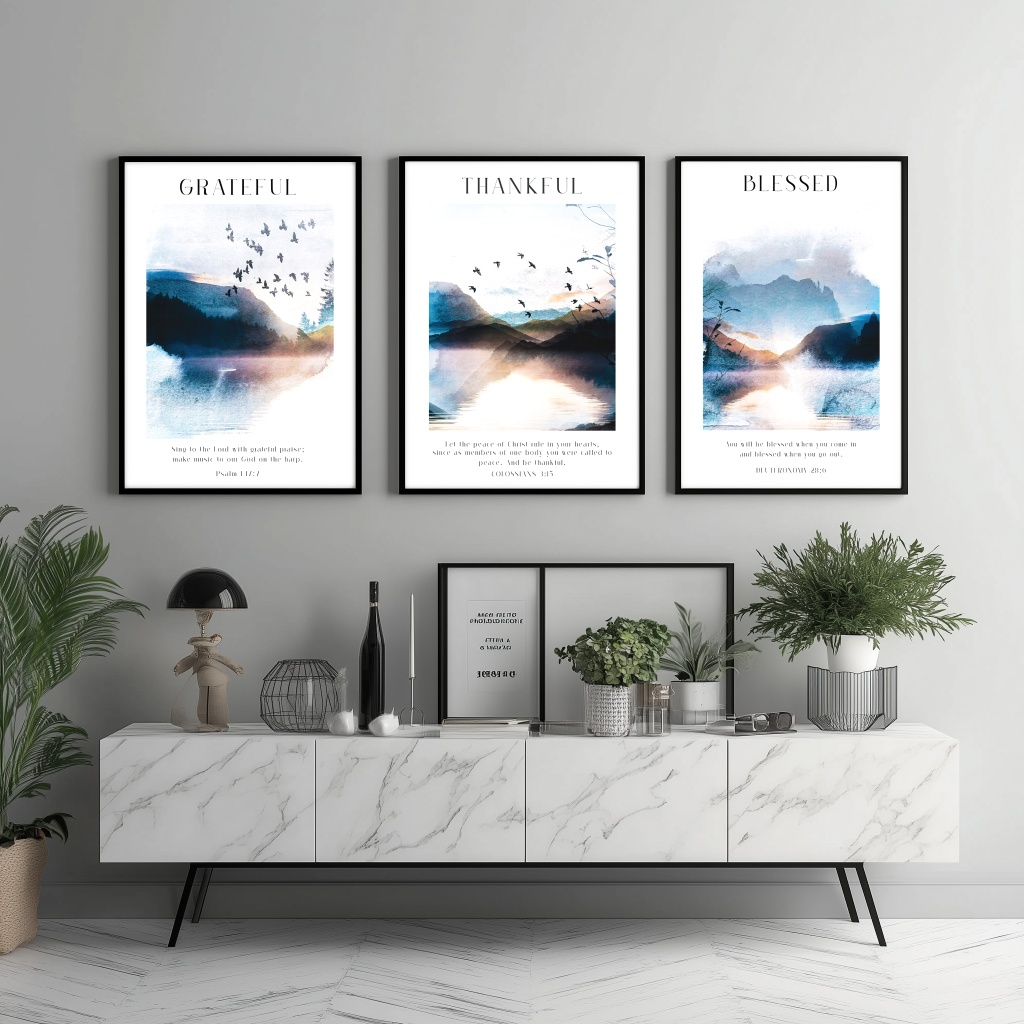 GRATEFUL
Sing to the Lord with grateful praise;
make music to our God on the harp.
Psalm 147:7
THANKFUL
Let the peace of Christ rule in your hearts,
since as members of one body you were called to
peace. And be thankful.
COLOSSIANS 3:15
BLESSED
You will be blessed when you come in
and blessed when you go out.
DEUTERONOMY 28:6